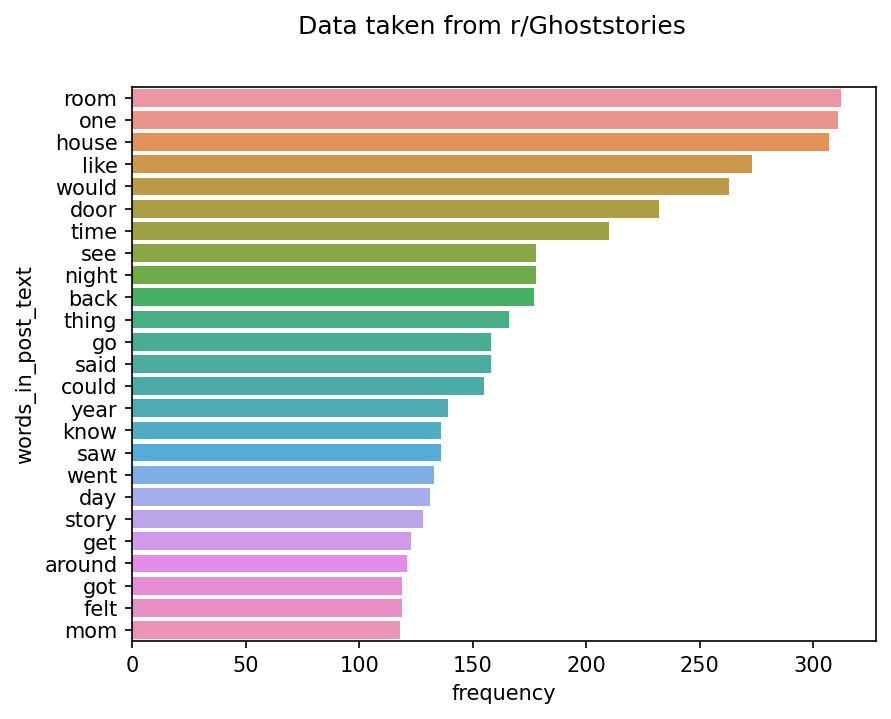 Data taken from r/Ghoststories
words_in_post_text
room
one
house
like
would
door
time
see
night
back
thing
go
said
could
year
know
saw
went
day
story
get
around
got
felt
mom
0 50 100 150 200 250 300
frequency